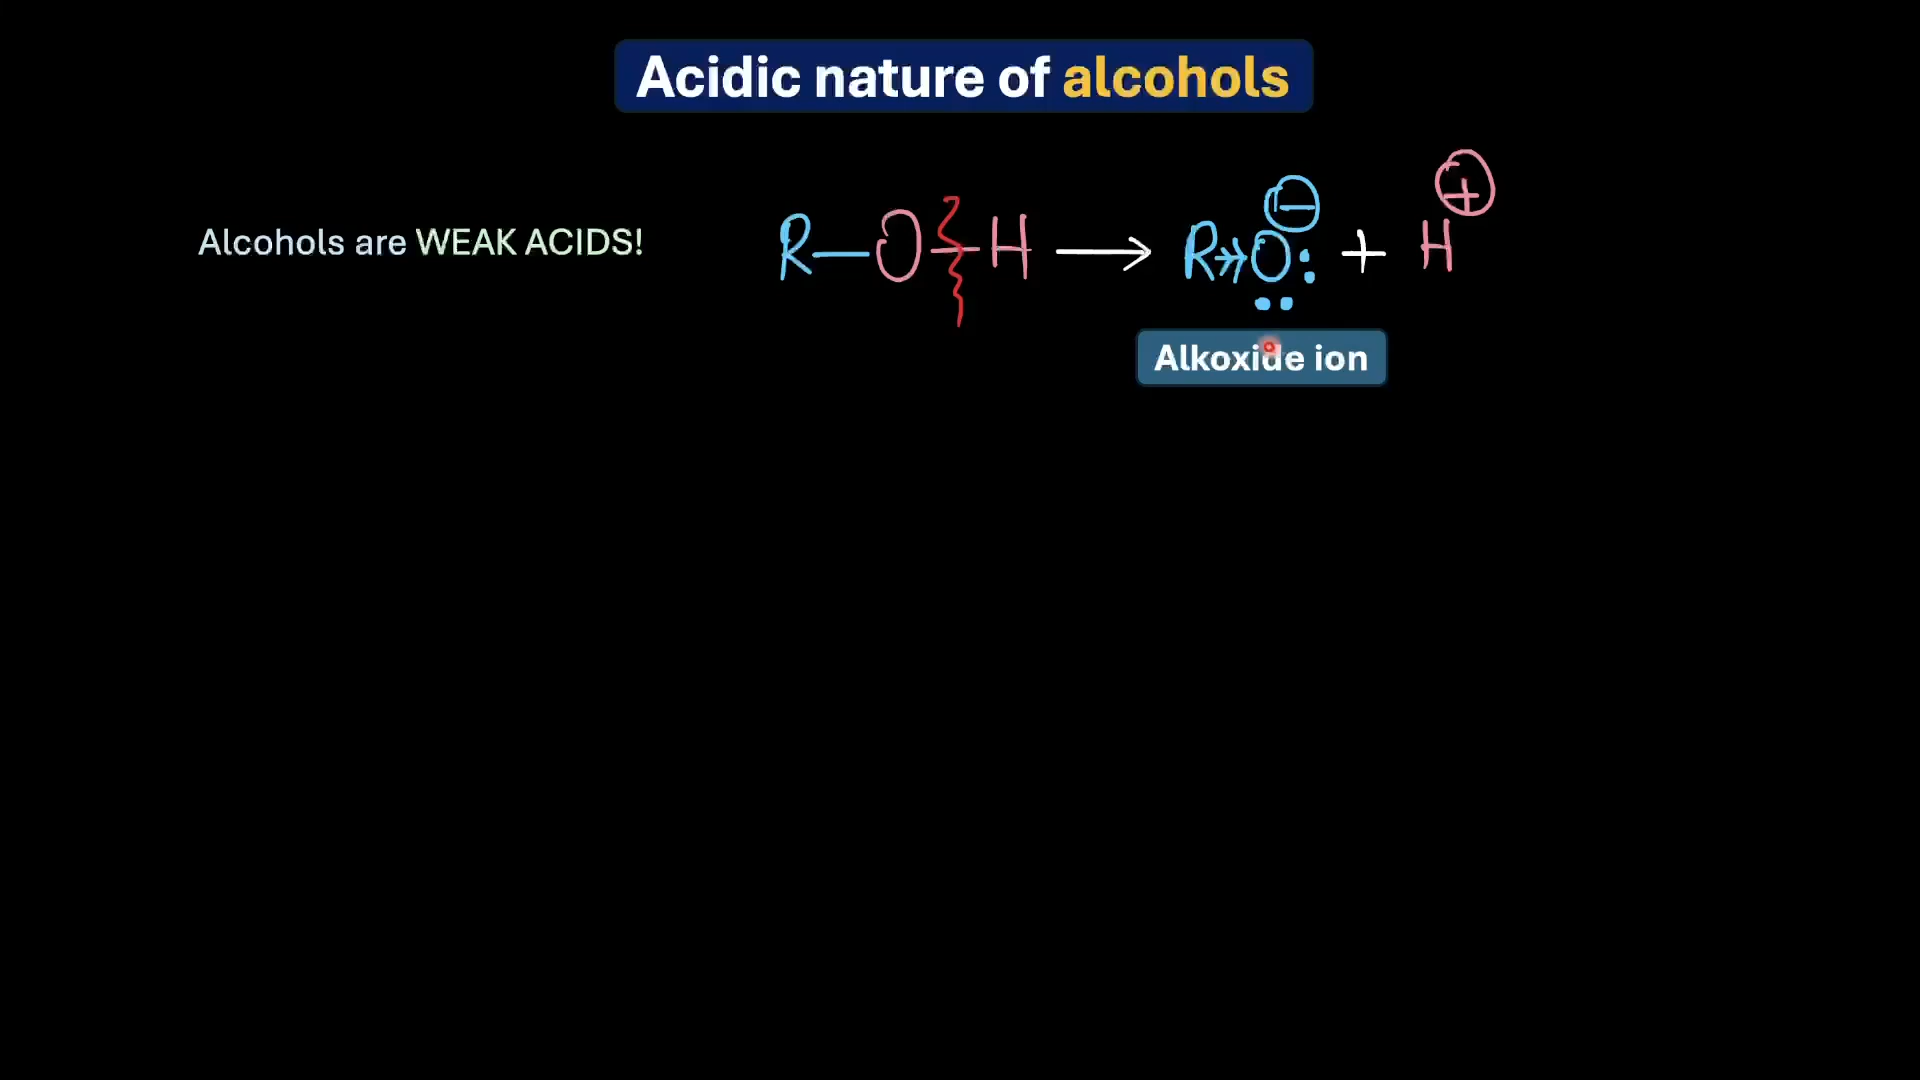 Acidic nature of alcohols
Alcohols are WEAK ACIDS!
R—O—H ⟶ R↠O:⊖ + H⊕
Alkoxide ion